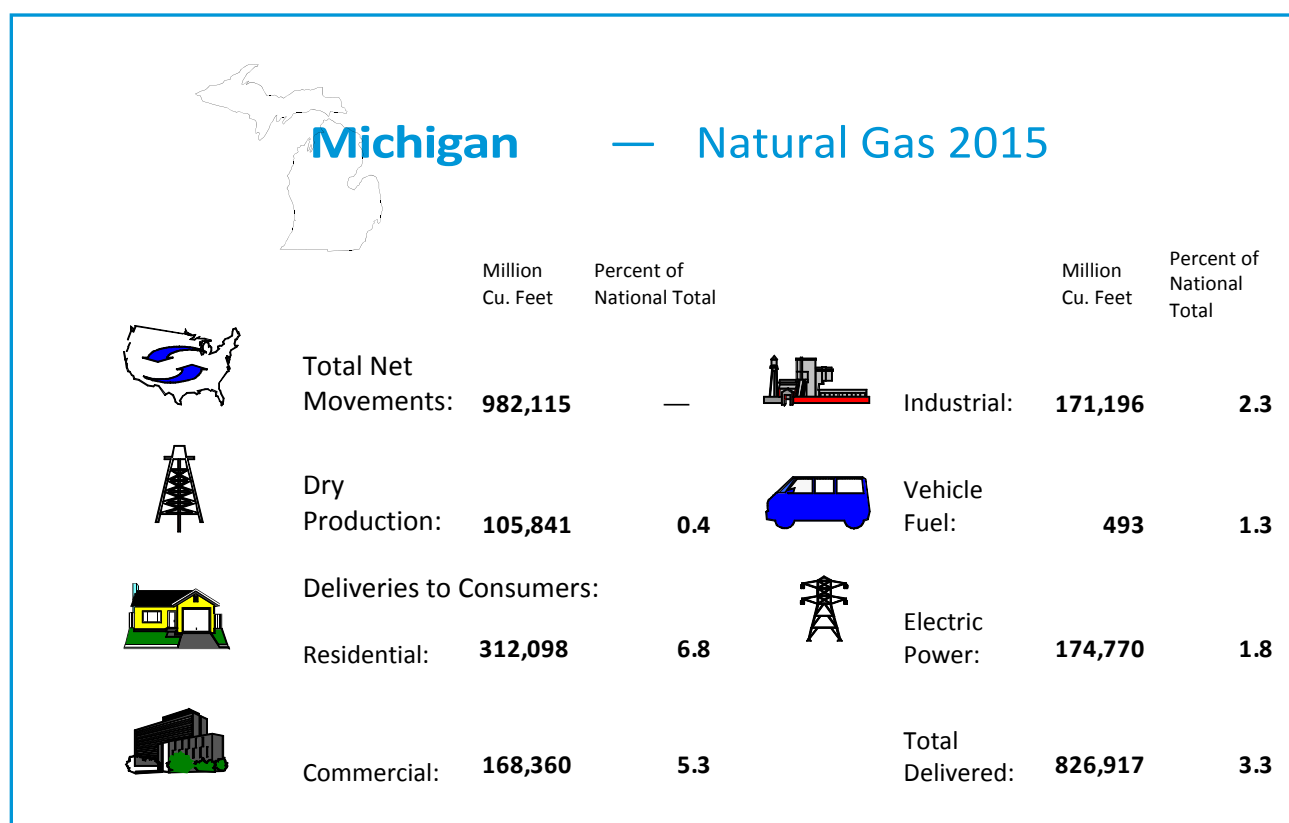 Michigan — Natural Gas 2015
Million
Cu. Feet
Percent of
National Total
Million
Cu. Feet
Percent of
National
Total
Total Net
Movements: 982,115 —
Industrial: 171,196 2.3
Dry
Production: 105,841 0.4
Vehicle
Fuel: 493 1.3
Deliveries to Consumers:
Residential: 312,098 6.8
Electric
Power: 174,770 1.8
Commercial: 168,360 5.3
Total
Delivered: 826,917 3.3